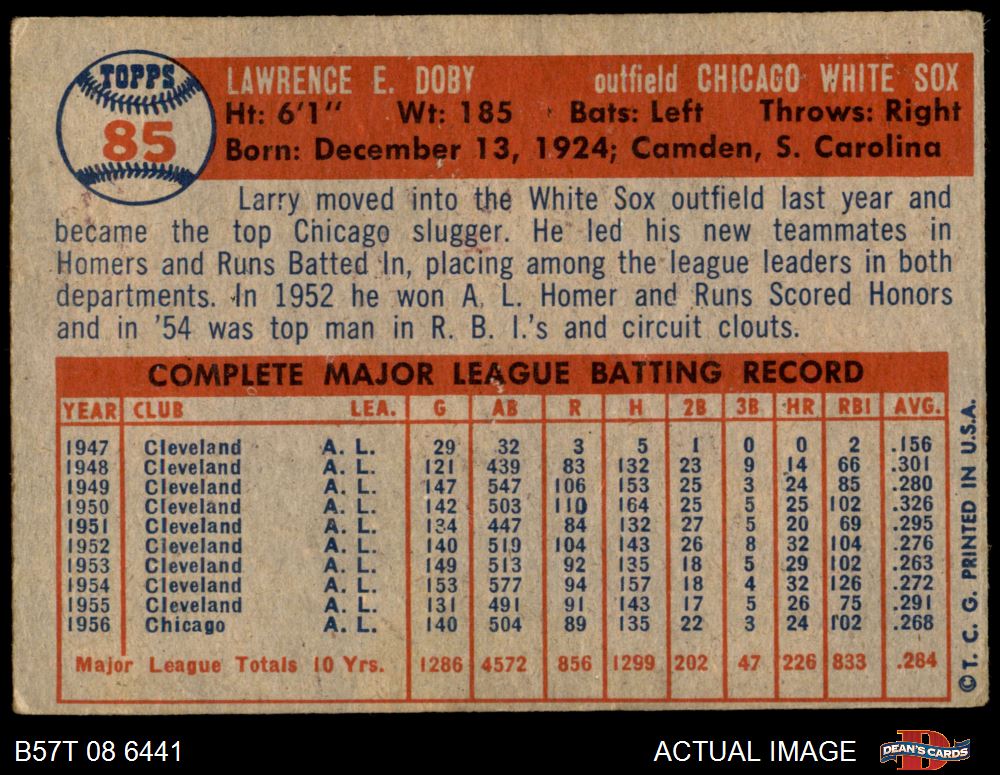 TOPPS
85
LAWRENCE E. DOBY outfield CHICAGO WHITE SOX
Ht: 6'1" Wt: 185 Bats: Left Throws: Right
Born: December 13, 1924; Camden, S. Carolina
Larry moved into the White Sox outfield last year and
became the top Chicago slugger. He led his new teammates in
Homers and Runs Batted In, placing among the league leaders in both
departments. In 1952 he won A. L. Homer and Runs Scored Honors
and in '54 was top man in R. B. I.'s and circuit clouts.
COMPLETE MAJOR LEAGUE BATTING RECORD
YEAR CLUB LEA. G AB R H 2B 3B HR RBI AVG.
1947 Cleveland A. L. 29 32 3 5 1 0 0 2 .156
1948 Cleveland A. L. 121 439 83 132 23 9 14 66 .301
1949 Cleveland A. L. 147 547 106 153 25 3 24 85 .280
1950 Cleveland A. L. 142 503 110 164 25 5 25 102 .326
1951 Cleveland A. L. 134 447 84 132 27 5 20 69 .295
1952 Cleveland A. L. 140 519 104 143 26 8 32 104 .276
1953 Cleveland A. L. 149 513 92 135 18 5 29 102 .263
1954 Cleveland A. L. 153 577 94 157 18 4 32 126 .272
1955 Cleveland A. L. 131 491 91 143 17 5 26 75 .291
1956 Chicago A. L. 140 504 89 135 22 3 24 102 .268
Major League Totals 10 Yrs. 1286 4572 856 1299 202 47 226 833 .284
© T. C. G. PRINTED IN U.S.A.
B57T 08 6441 ACTUAL IMAGE
D
DEAN'S CARDS